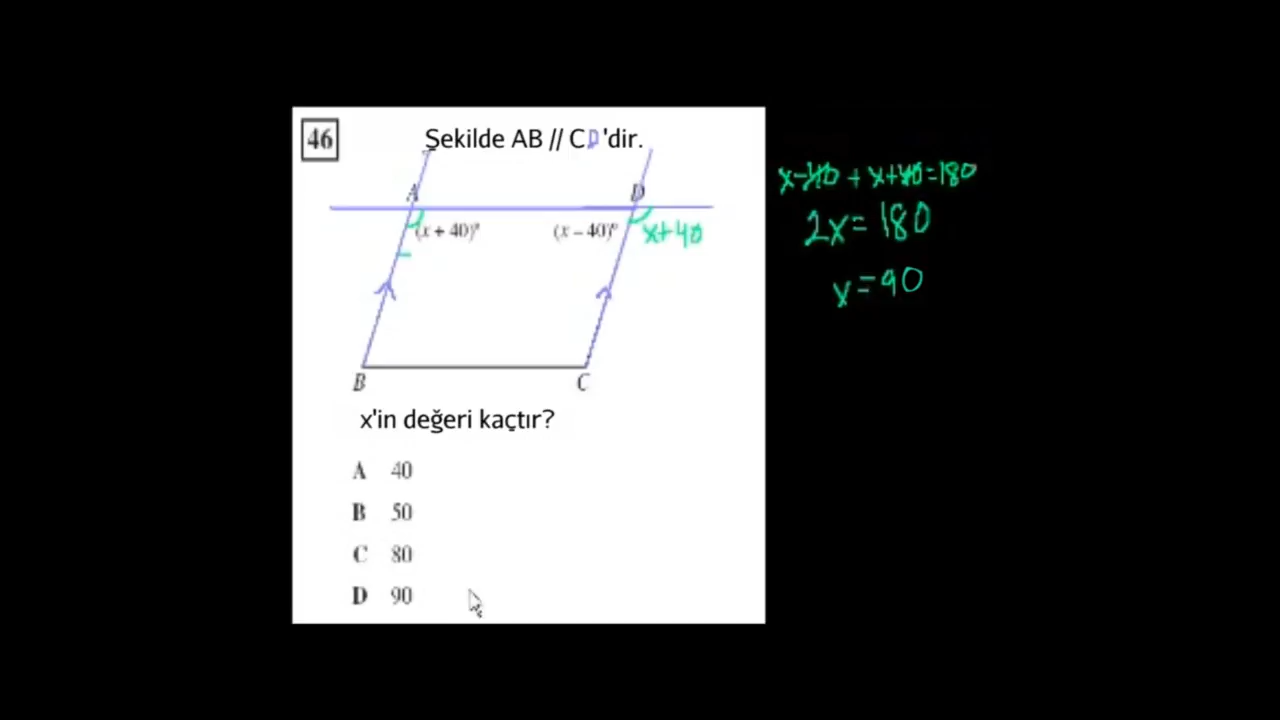 46
Şekilde AB // CD'dir.
A
D
(x + 40)°
(x – 40)°
x+40
B
C
x'in değeri kaçtır?
A 40
B 50
C 80
D 90
x-40 + x+40=180
2x=180
x=90